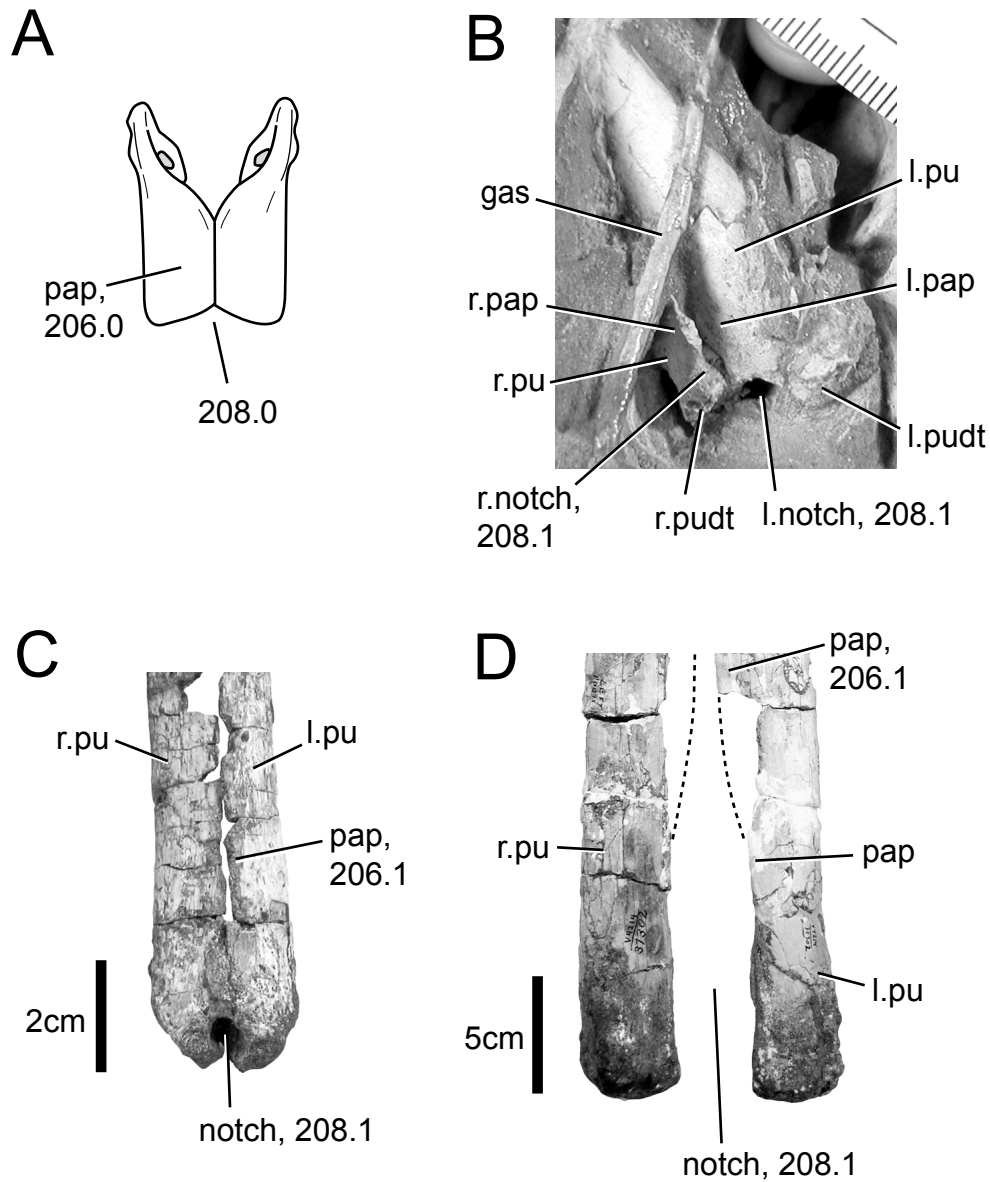 A
pap,
206.0
208.0
B
gas
r.pap
r.pu
r.notch,
208.1
r.pudt
l.notch, 208.1
l.pu
l.pap
l.pudt
C
r.pu
l.pu
pap,
206.1
2cm
notch, 208.1
D
pap,
206.1
r.pu
pap
l.pu
5cm
notch, 208.1
37302